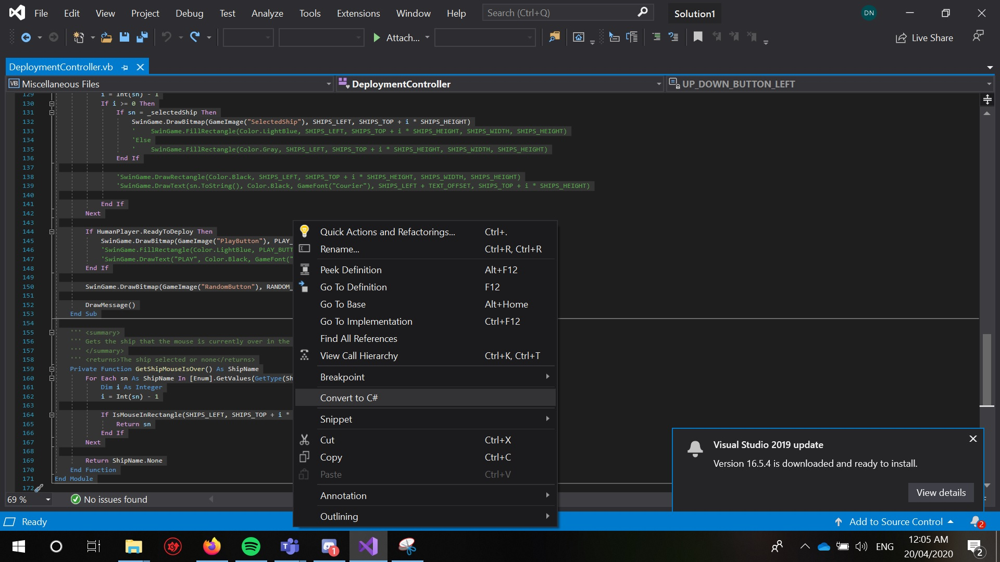 File Edit View Project Debug Test Analyze Tools Extensions Window Help Search (Ctrl+Q) Solution1 DN
Attach... Live Share
DeploymentController.vb
VB Miscellaneous Files DeploymentController UP_DOWN_BUTTON_LEFT
129 i = Int(sn) - 1
130 If i >= 0 Then
131 If sn = _selectedShip Then
132 SwinGame.DrawBitmap(GameImage("SelectedShip"), SHIPS_LEFT, SHIPS_TOP + i * SHIPS_HEIGHT)
133 '    SwinGame.FillRectangle(Color.LightBlue, SHIPS_LEFT, SHIPS_TOP + i * SHIPS_HEIGHT, SHIPS_WIDTH, SHIPS_HEIGHT)
134 'Else
135 '    SwinGame.FillRectangle(Color.Gray, SHIPS_LEFT, SHIPS_TOP + i * SHIPS_HEIGHT, SHIPS_WIDTH, SHIPS_HEIGHT)
136 End If
137
138 'SwinGame.DrawRectangle(Color.Black, SHIPS_LEFT, SHIPS_TOP + i * SHIPS_HEIGHT, SHIPS_WIDTH, SHIPS_HEIGHT)
139 'SwinGame.DrawText(sn.ToString(), Color.Black, GameFont("Courier"), SHIPS_LEFT + TEXT_OFFSET, SHIPS_TOP + i * SHIPS_HEIGHT)
140
141 End If
142 Next
143
144 If HumanPlayer.ReadyToDeploy Then
145 SwinGame.DrawBitmap(GameImage("PlayButton"), PLAY_
146 'SwinGame.FillRectangle(Color.LightBlue, PLAY_BUTT
147 'SwinGame.DrawText("PLAY", Color.Black, GameFont("
148 End If
149
150 SwinGame.DrawBitmap(GameImage("RandomButton"), RANDOM_
151
152 DrawMessage()
153 End Sub
154
155 ''' <summary>
156 ''' Gets the ship that the mouse is currently over in the
157 ''' </summary>
158 ''' <returns>The ship selected or none</returns>
159 Private Function GetShipMouseIsOver() As ShipName
160 For Each sn As ShipName In [Enum].GetValues(GetType(Sh
161 Dim i As Integer
162 i = Int(sn) - 1
163
164 If IsMouseInRectangle(SHIPS_LEFT, SHIPS_TOP + i *
165 Return sn
166 End If
167 Next
168
169 Return ShipName.None
170 End Function
171 End Module
172
Quick Actions and Refactorings... Ctrl+.
Rename... Ctrl+R, Ctrl+R
Peek Definition Alt+F12
Go To Definition F12
Go To Base Alt+Home
Go To Implementation Ctrl+F12
Find All References
View Call Hierarchy Ctrl+K, Ctrl+T
Breakpoint
Convert to C#
Snippet
Cut Ctrl+X
Copy Ctrl+C
Paste Ctrl+V
Annotation
Outlining
Visual Studio 2019 update
Version 16.5.4 is downloaded and ready to install.
View details
69 % No issues found
Ready Add to Source Control 2
1 ENG 12:05 AM
20/04/2020 2